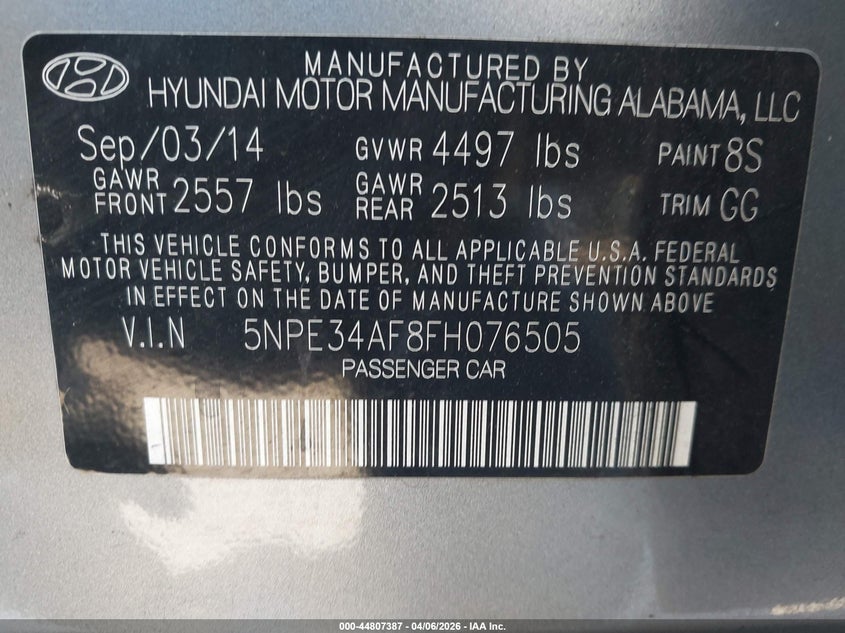 MANUFACTURED BY
HYUNDAI MOTOR MANUFACTURING ALABAMA, LLC
Sep/03/14 GVWR 4497 lbs PAINT 8S
GAWR FRONT 2557 lbs GAWR REAR 2513 lbs TRIM GG
THIS VEHICLE CONFORMS TO ALL APPLICABLE U.S.A. FEDERAL
MOTOR VEHICLE SAFETY, BUMPER, AND THEFT PREVENTION STANDARDS
IN EFFECT ON THE DATE OF MANUFACTURE SHOWN ABOVE
V.I.N 5NPE34AF8FH076505
PASSENGER CAR
000-44807387 - 04/06/2026 - IAA Inc.